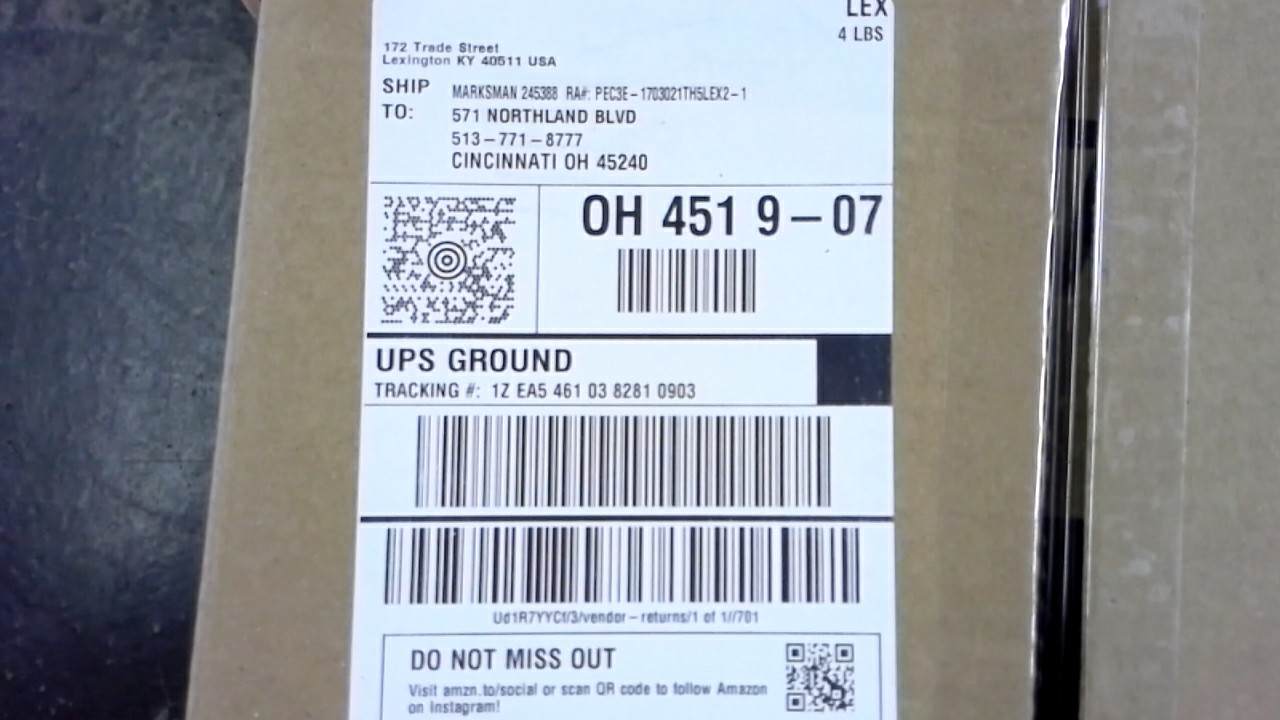 LEX
4 LBS
172 Trade Street
Lexington KY 40511 USA
SHIP TO:
MARKSMAN 245388 RA#: PEC3E-1703021TH5LEX2-1
571 NORTHLAND BLVD
513-771-8777
CINCINNATI OH 45240
OH 451 9-07
UPS GROUND
TRACKING #: 1Z EA5 461 03 8281 0903
Ud1R7YYCf/3/vendor-returns/1 of 1//701
DO NOT MISS OUT
Visit amzn.to/social or scan QR code to follow Amazon
on Instagram!